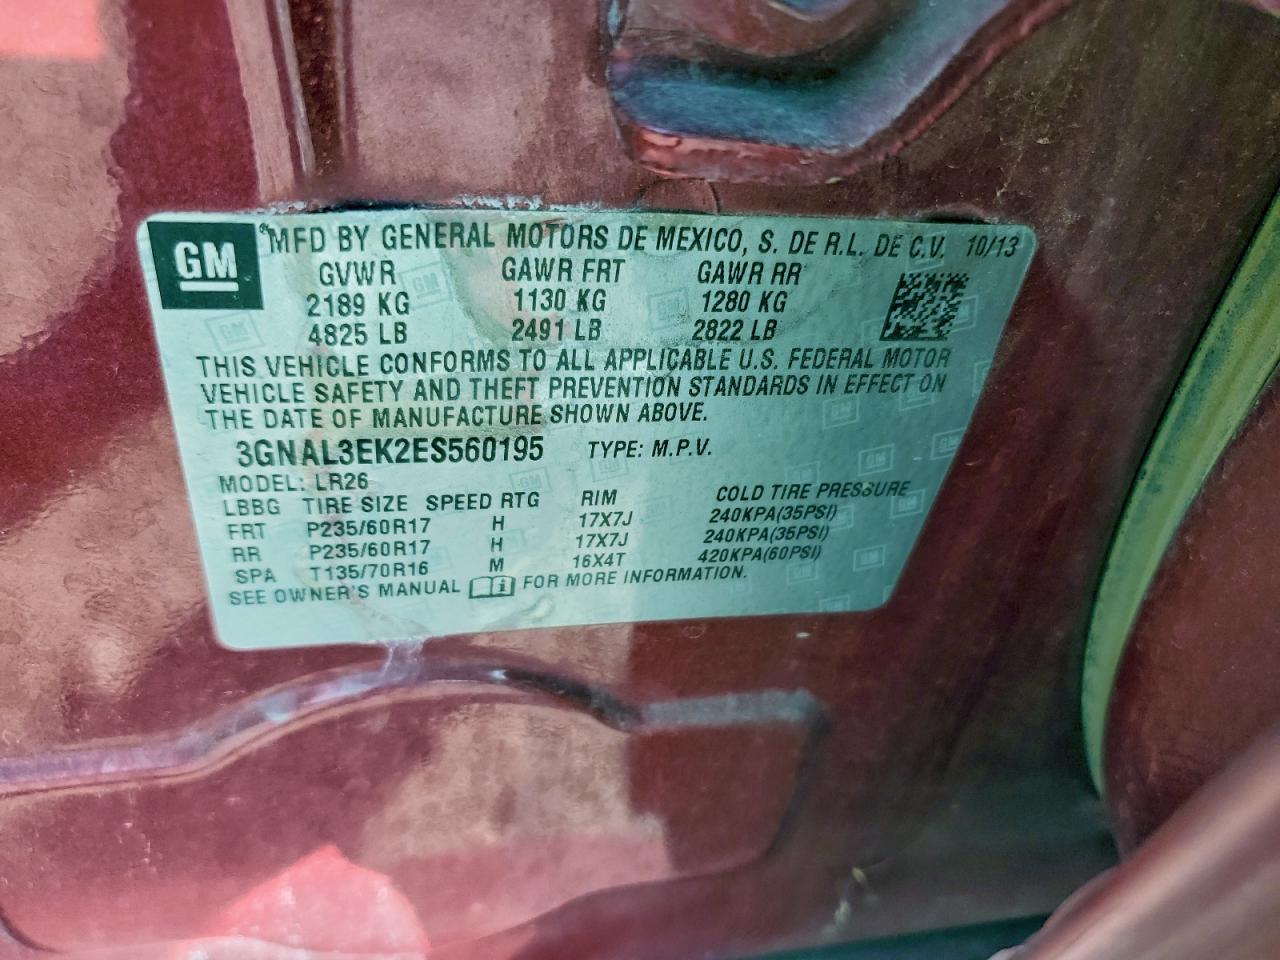 GM
MFD BY GENERAL MOTORS DE MEXICO, S. DE R.L. DE C.V. 10/13
GVWR GAWR FRT GAWR RR
2189 KG 1130 KG 1280 KG
4825 LB 2491 LB 2822 LB
THIS VEHICLE CONFORMS TO ALL APPLICABLE U.S. FEDERAL MOTOR
VEHICLE SAFETY AND THEFT PREVENTION STANDARDS IN EFFECT ON
THE DATE OF MANUFACTURE SHOWN ABOVE.
3GNAL3EK2ES560195 TYPE: M.P.V.
MODEL: LR26
LBBG TIRE SIZE SPEED RTG RIM COLD TIRE PRESSURE
FRT P235/60R17 H 17X7J 240KPA(35PSI)
RR P235/60R17 H 17X7J 240KPA(35PSI)
SPA T135/70R16 M 16X4T 420KPA(60PSI)
SEE OWNER'S MANUAL FOR MORE INFORMATION.